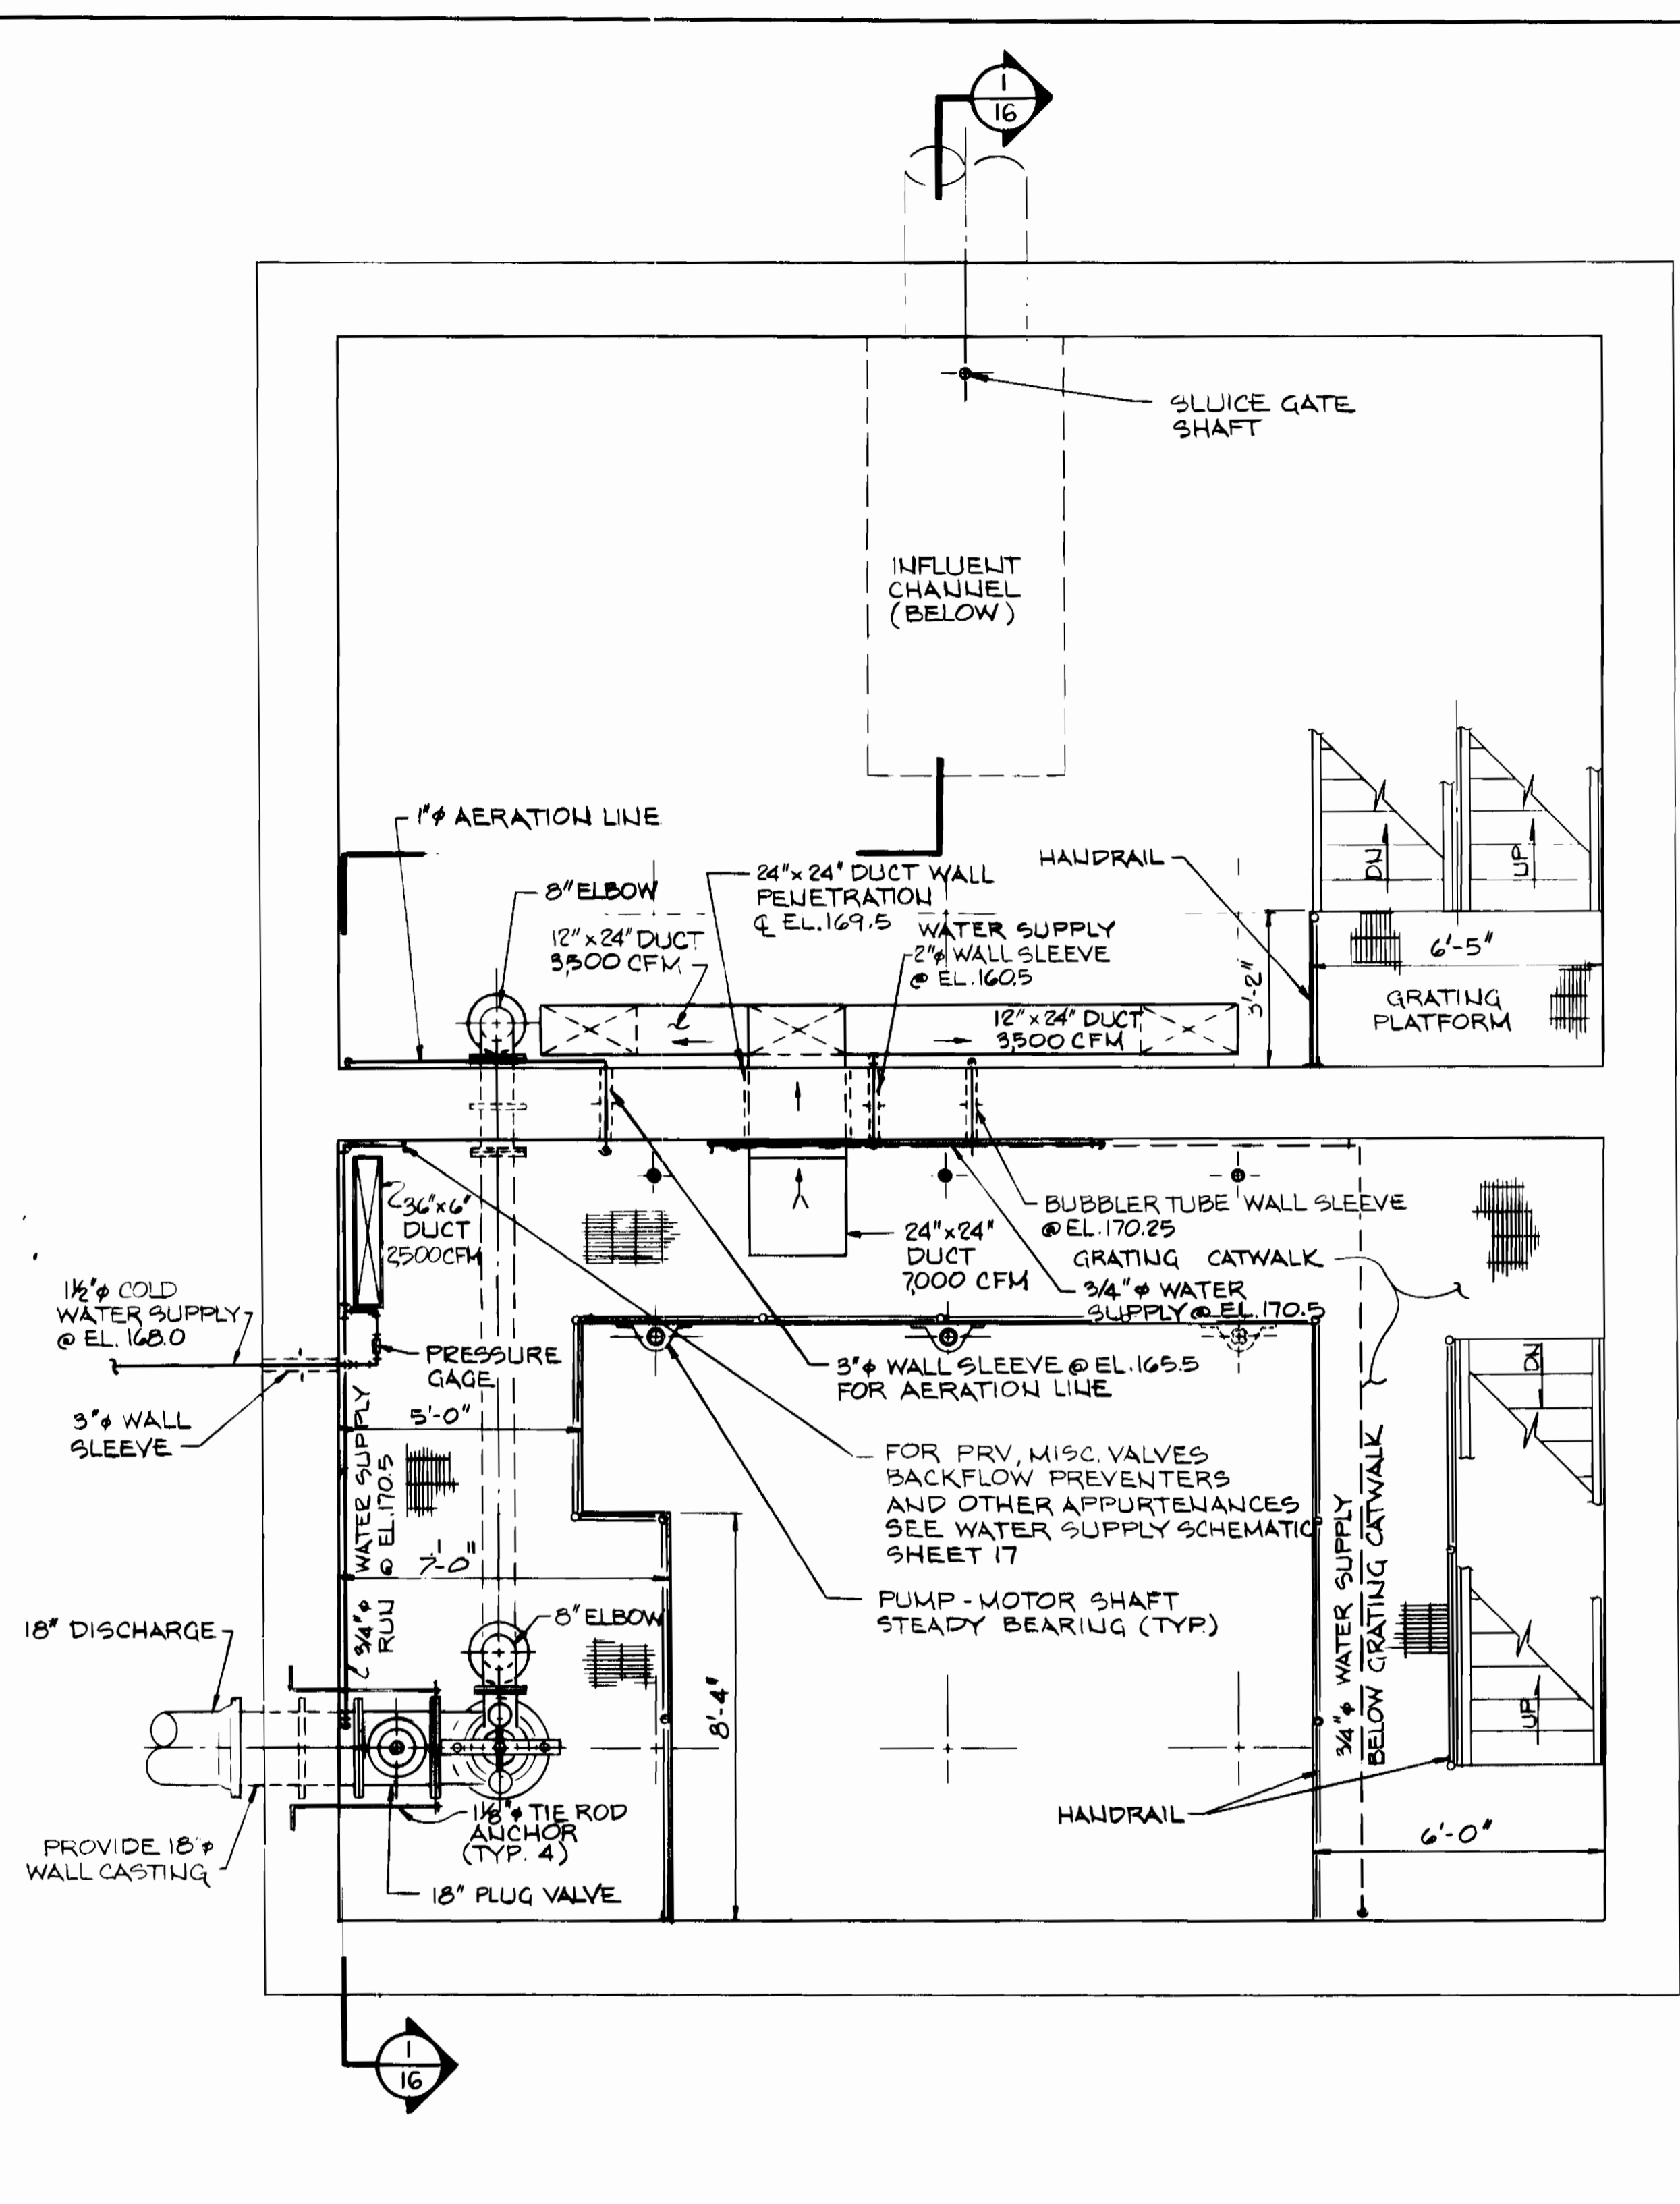 1
16
SLUICE GATE
SHAFT
INFLUENT
CHANNEL
(BELOW)
1"φ AERATION LINE
8" ELBOW
12" x 24" DUCT
3,500 CFM
24" x 24" DUCT WALL
PENETRATION
℄ EL. 169.5
WATER SUPPLY
2"φ WALL SLEEVE
@ EL. 160.5
HANDRAIL
DN
UP
3'-2"
6'-5"
GRATING
PLATFORM
12" x 24" DUCT
3,500 CFM
36" x 6"
DUCT
2,500 CFM
24" x 24"
DUCT
7,000 CFM
BUBBLER TUBE WALL SLEEVE
@ EL. 170.25
GRATING CATWALK
3/4"φ WATER
SUPPLY @ EL. 170.5
1½"φ COLD
WATER SUPPLY
@ EL. 168.0
PRESSURE
GAGE
3"φ WALL
SLEEVE
5'-0"
3"φ WALL SLEEVE @ EL. 165.5
FOR AERATION LINE
DN
3/4"φ WATER SUPPLY
RUN @ EL. 170.5
FOR PRV, MISC. VALVES
BACKFLOW PREVENTERS
AND OTHER APPURTENANCES
SEE WATER SUPPLY SCHEMATIC
SHEET 17
7'-0"
PUMP - MOTOR SHAFT
STEADY BEARING (TYP.)
3/4"φ WATER SUPPLY
BELOW GRATING CATWALK
18" DISCHARGE
8" ELBOW
8'-4"
UP
1⅛"φ TIE ROD
ANCHOR
(TYP. 4)
HANDRAIL
6'-0"
PROVIDE 18"φ
WALL CASTING
18" PLUG VALVE
1
16